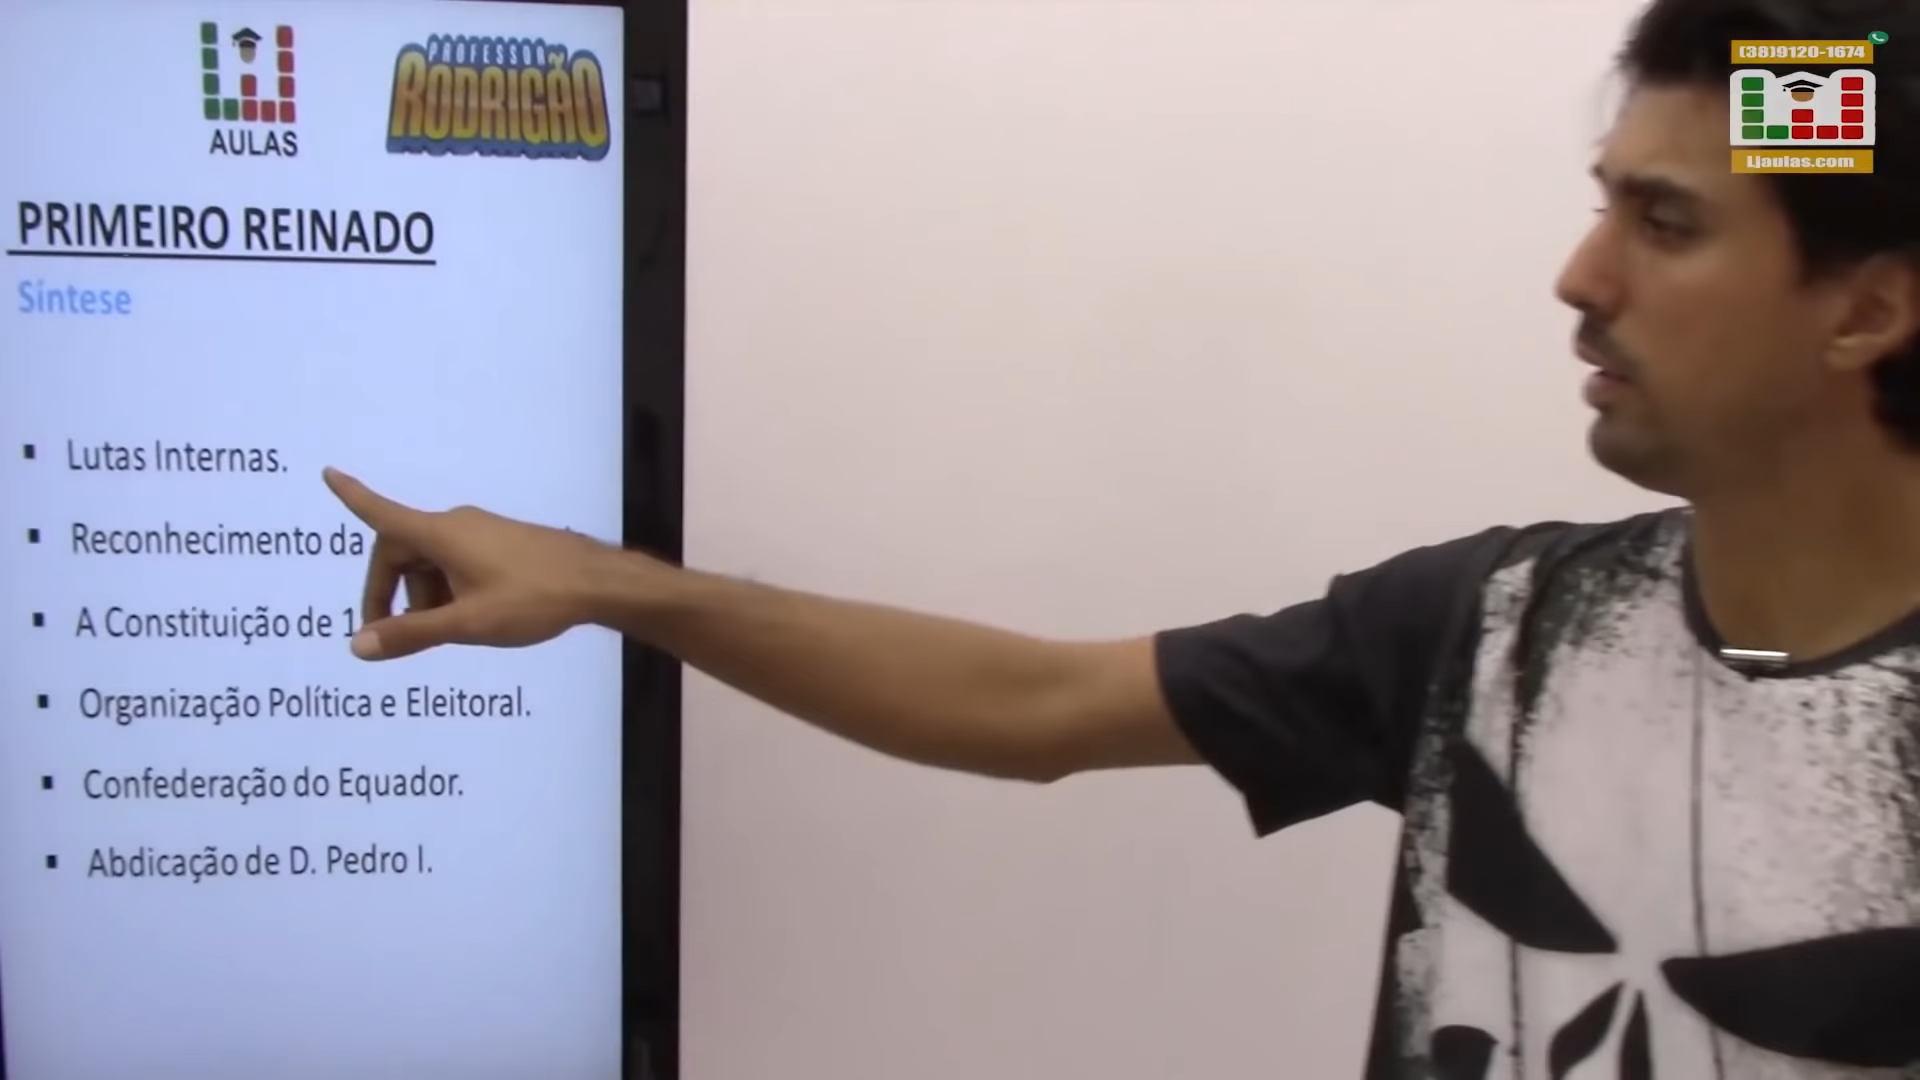 AULAS
PROFESSOR
RODRIGÃO
(38)9120-1674
Ljaulas.com
PRIMEIRO REINADO
Síntese
▪ Lutas Internas.
▪ Reconhecimento da
▪ A Constituição de 1
▪ Organização Política e Eleitoral.
▪ Confederação do Equador.
▪ Abdicação de D. Pedro I.